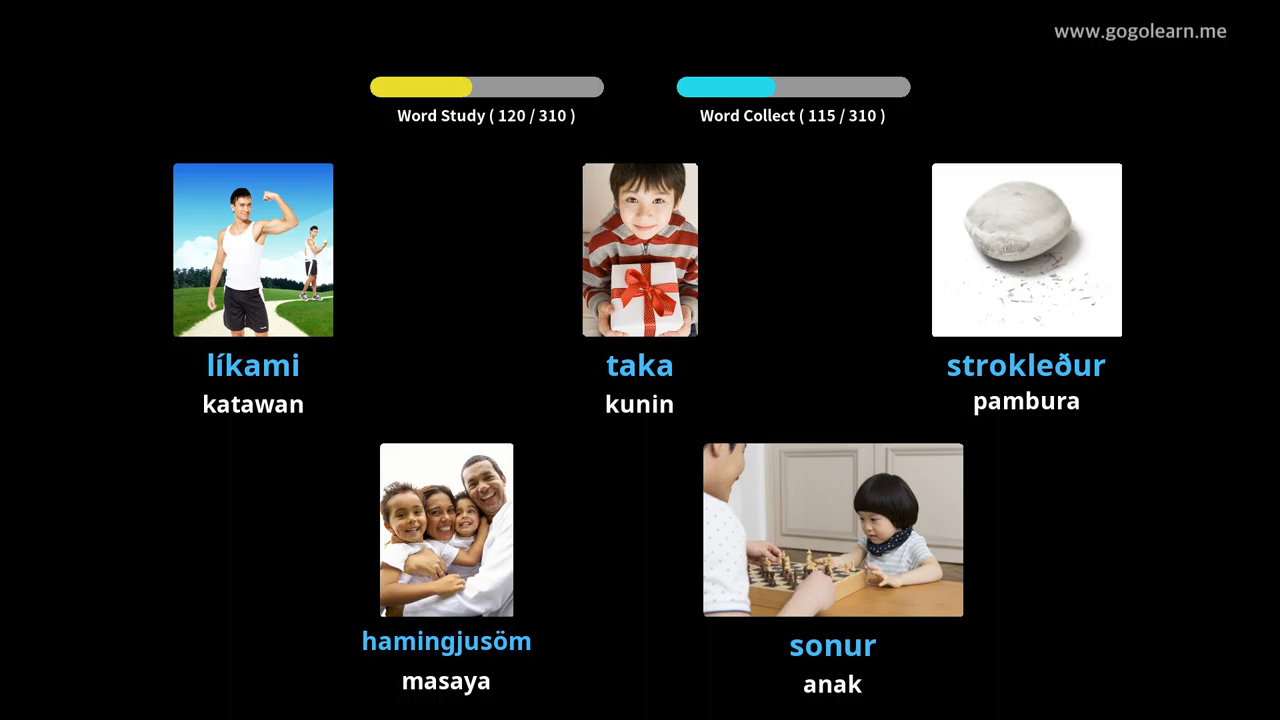 www.gogolearn.me
Word Study ( 120 / 310 )
Word Collect ( 115 / 310 )
líkami
katawan
taka
kunin
strokleður
pambura
hamingjusöm
masaya
sonur
anak